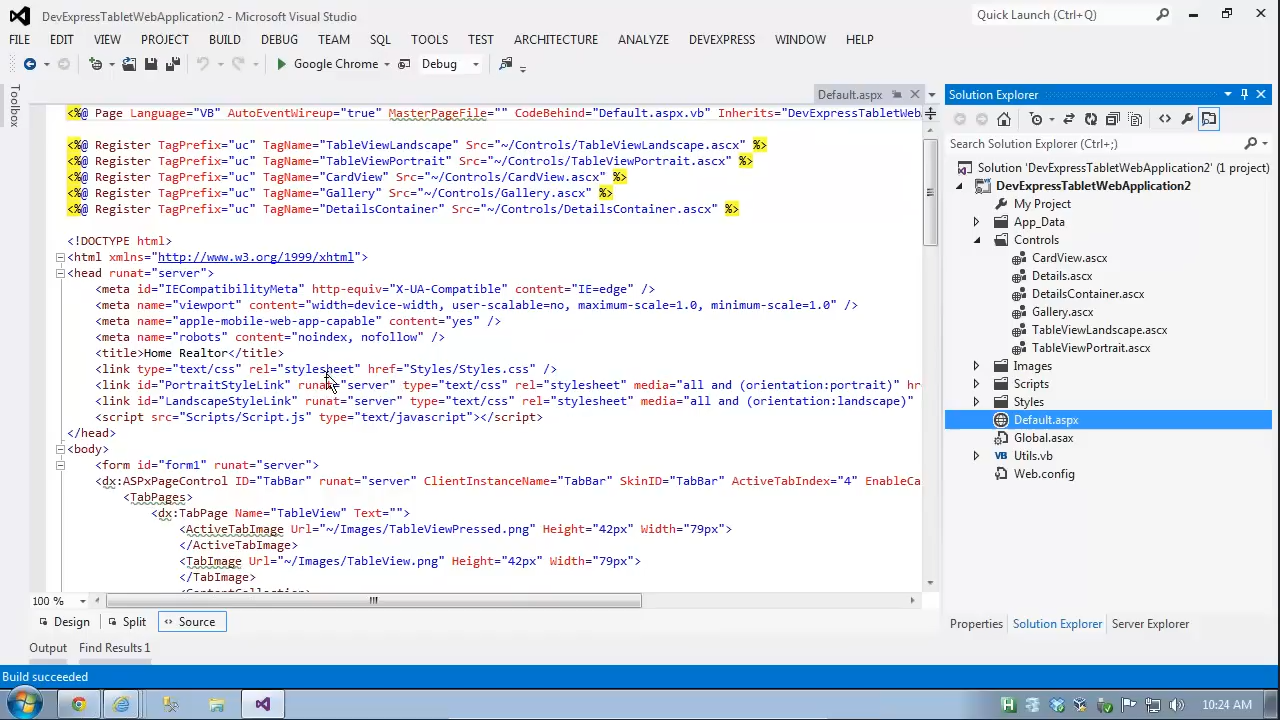 DevExpressTabletWebApplication2 - Microsoft Visual Studio
Quick Launch (Ctrl+Q)
FILE EDIT VIEW PROJECT BUILD DEBUG TEAM SQL TOOLS TEST ARCHITECTURE ANALYZE DEVEXPRESS WINDOW HELP
Google Chrome Debug
Toolbox
Default.aspx
<%@ Page Language="VB" AutoEventWireup="true" MasterPageFile="" CodeBehind="Default.aspx.vb" Inherits="DevExpressTabletWeb
<%@ Register TagPrefix="uc" TagName="TableViewLandscape" Src="~/Controls/TableViewLandscape.ascx" %>
<%@ Register TagPrefix="uc" TagName="TableViewPortrait" Src="~/Controls/TableViewPortrait.ascx" %>
<%@ Register TagPrefix="uc" TagName="CardView" Src="~/Controls/CardView.ascx" %>
<%@ Register TagPrefix="uc" TagName="Gallery" Src="~/Controls/Gallery.ascx" %>
<%@ Register TagPrefix="uc" TagName="DetailsContainer" Src="~/Controls/DetailsContainer.ascx" %>
<!DOCTYPE html>
<html xmlns="http://www.w3.org/1999/xhtml">
<head runat="server">
<meta id="IECompatibilityMeta" http-equiv="X-UA-Compatible" content="IE=edge" />
<meta name="viewport" content="width=device-width, user-scalable=no, maximum-scale=1.0, minimum-scale=1.0" />
<meta name="apple-mobile-web-app-capable" content="yes" />
<meta name="robots" content="noindex, nofollow" />
<title>Home Realtor</title>
<link type="text/css" rel="stylesheet" href="Styles/Styles.css" />
<link id="PortraitStyleLink" runat="server" type="text/css" rel="stylesheet" media="all and (orientation:portrait)" hr
<link id="LandscapeStyleLink" runat="server" type="text/css" rel="stylesheet" media="all and (orientation:landscape)"
<script src="Scripts/Script.js" type="text/javascript"></script>
</head>
<body>
<form id="form1" runat="server">
<dx:ASPxPageControl ID="TabBar" runat="server" ClientInstanceName="TabBar" SkinID="TabBar" ActiveTabIndex="4" EnableCa
<TabPages>
<dx:TabPage Name="TableView" Text="">
<ActiveTabImage Url="~/Images/TableViewPressed.png" Height="42px" Width="79px">
</ActiveTabImage>
<TabImage Url="~/Images/TableView.png" Height="42px" Width="79px">
</TabImage>
<ContentCollection>
100 %
Design Split Source
Output Find Results 1
Solution Explorer
Search Solution Explorer (Ctrl+;)
Solution 'DevExpressTabletWebApplication2' (1 project)
DevExpressTabletWebApplication2
My Project
App_Data
Controls
CardView.ascx
Details.ascx
DetailsContainer.ascx
Gallery.ascx
TableViewLandscape.ascx
TableViewPortrait.ascx
Images
Scripts
Styles
Default.aspx
Global.asax
VB Utils.vb
Web.config
Properties Solution Explorer Server Explorer
Build succeeded
10:24 AM